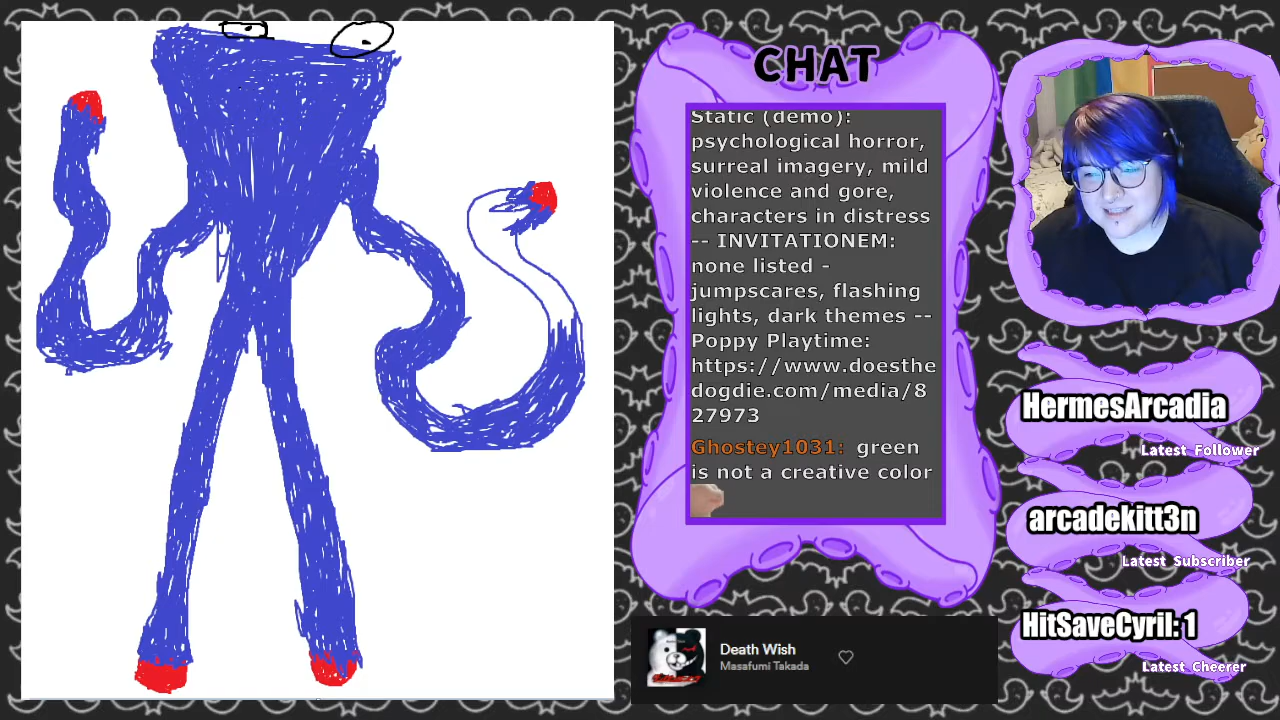 CHAT
Static (demo):
psychological horror,
surreal imagery, mild
violence and gore,
characters in distress
-- INVITATIONEM:
none listed -
jumpscares, flashing
lights, dark themes --
Poppy Playtime:
https://www.doesthe
dogdie.com/media/8
27973
Ghostey1031: green
is not a creative color
Death Wish
Masafumi Takada
HermesArcadia
Latest Follower
arcadekitt3n
Latest Subscriber
HitSaveCyril: 1
Latest Cheerer